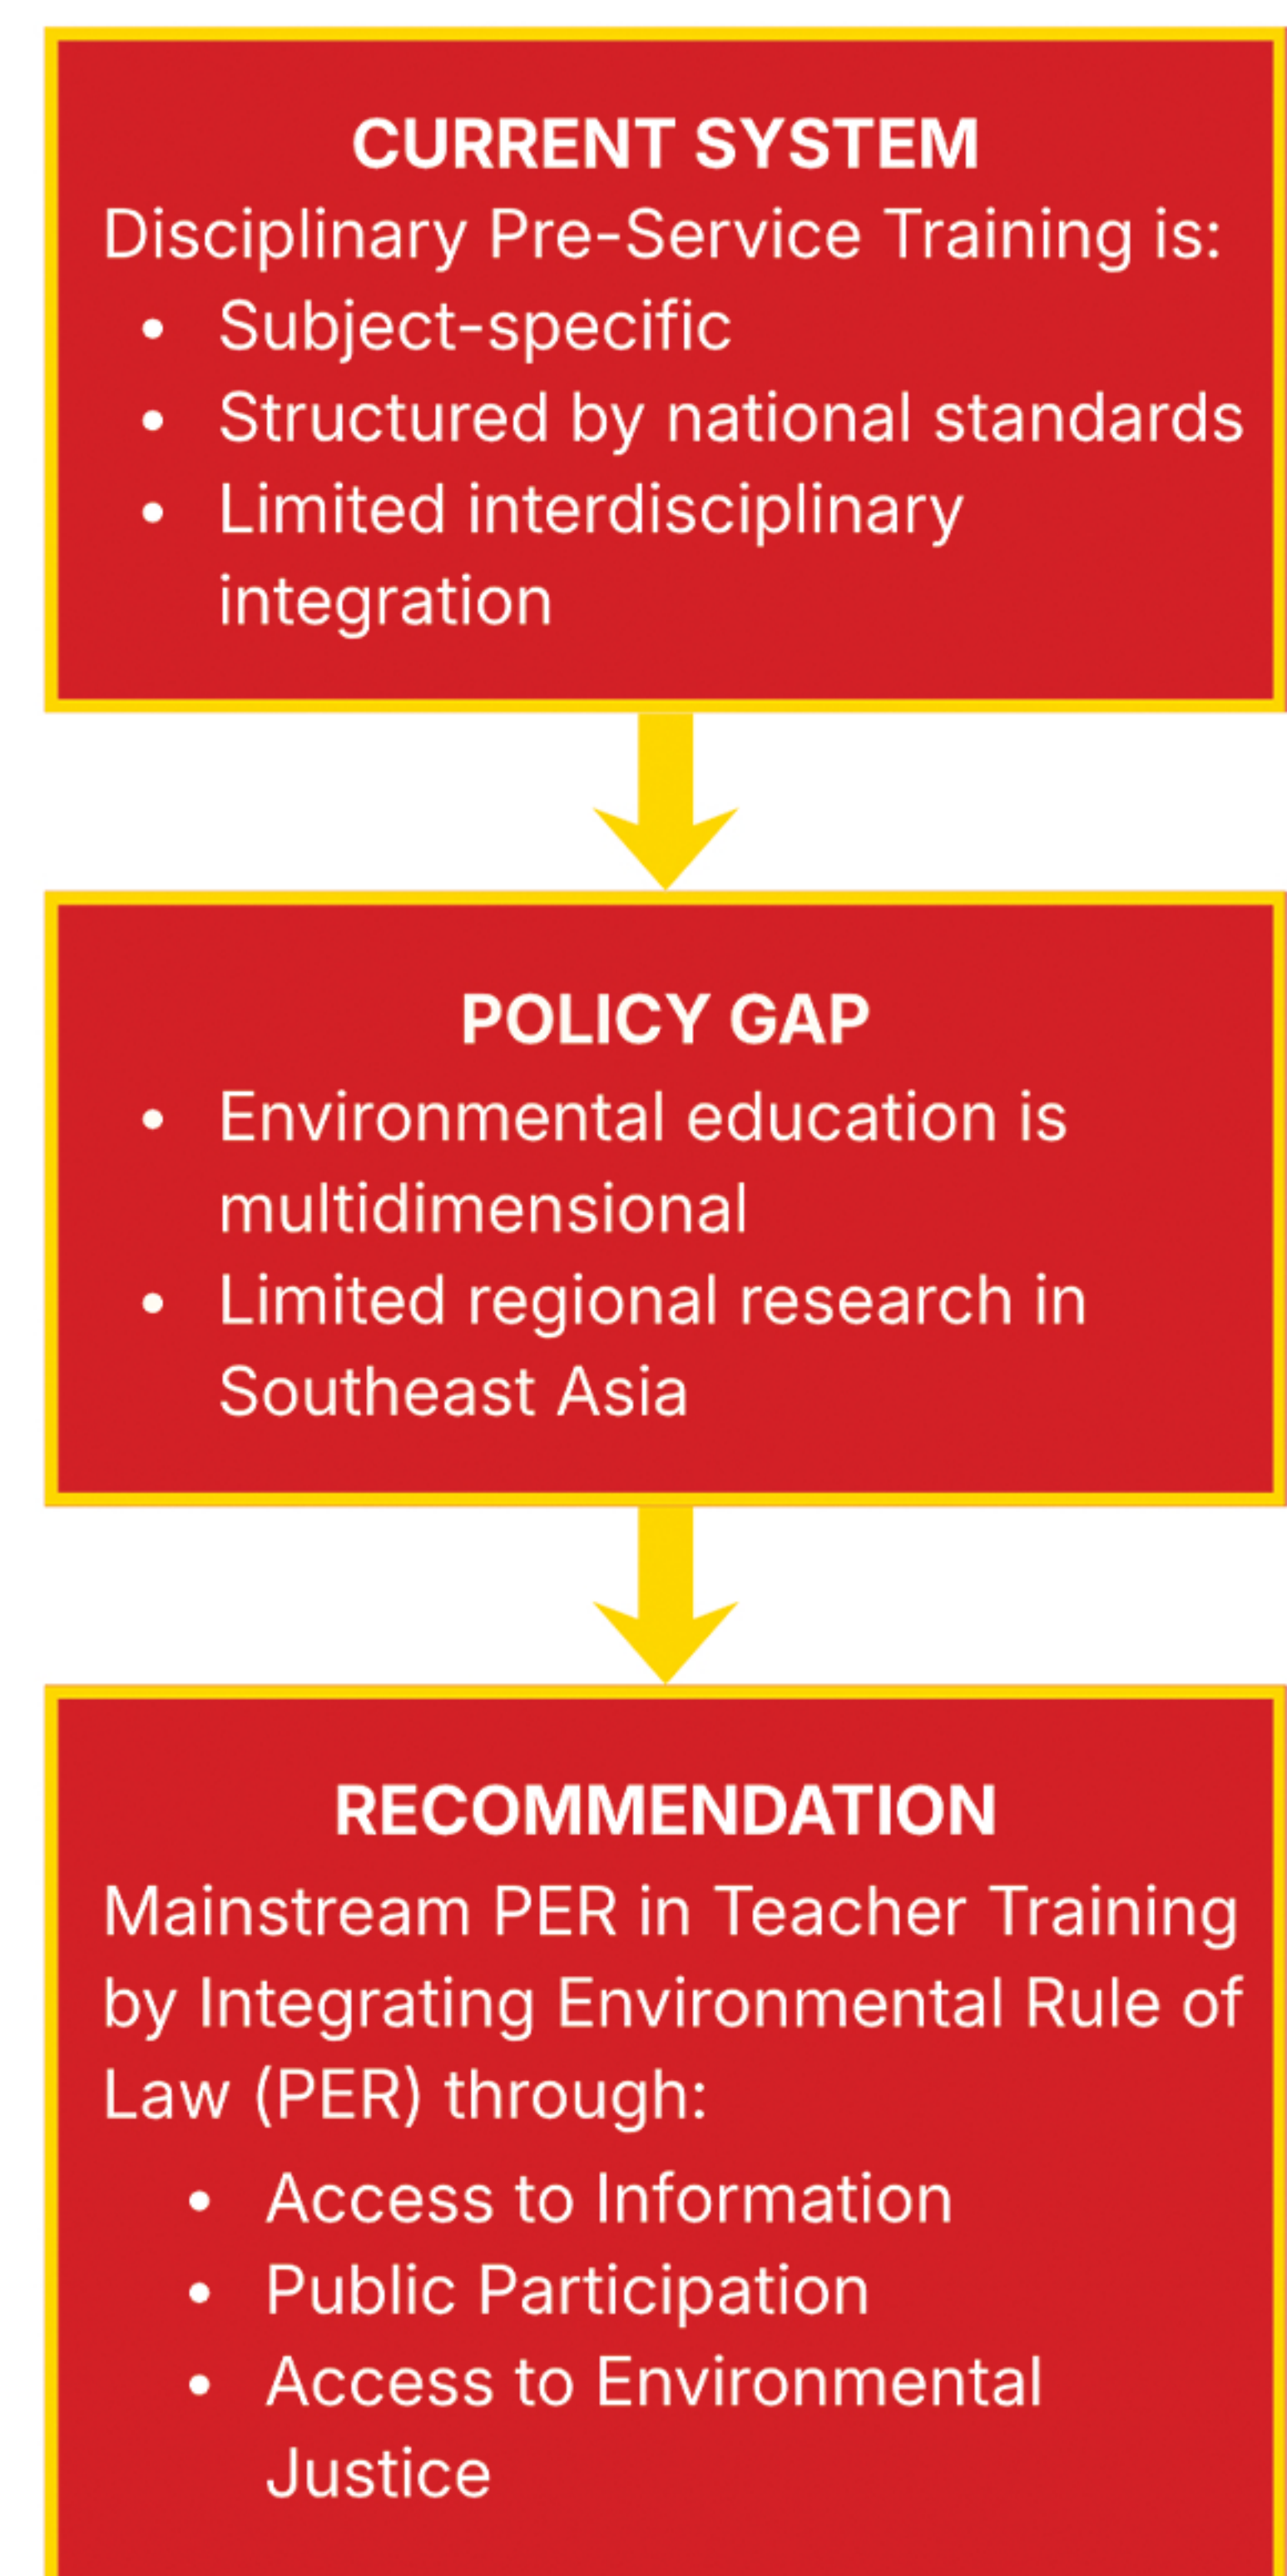 CURRENT SYSTEM
Disciplinary Pre-Service Training is:
• Subject-specific
• Structured by national standards
• Limited interdisciplinary
integration
POLICY GAP
• Environmental education is
multidimensional
• Limited regional research in
Southeast Asia
RECOMMENDATION
Mainstream PER in Teacher Training
by Integrating Environmental Rule of
Law (PER) through:
• Access to Information
• Public Participation
• Access to Environmental
Justice